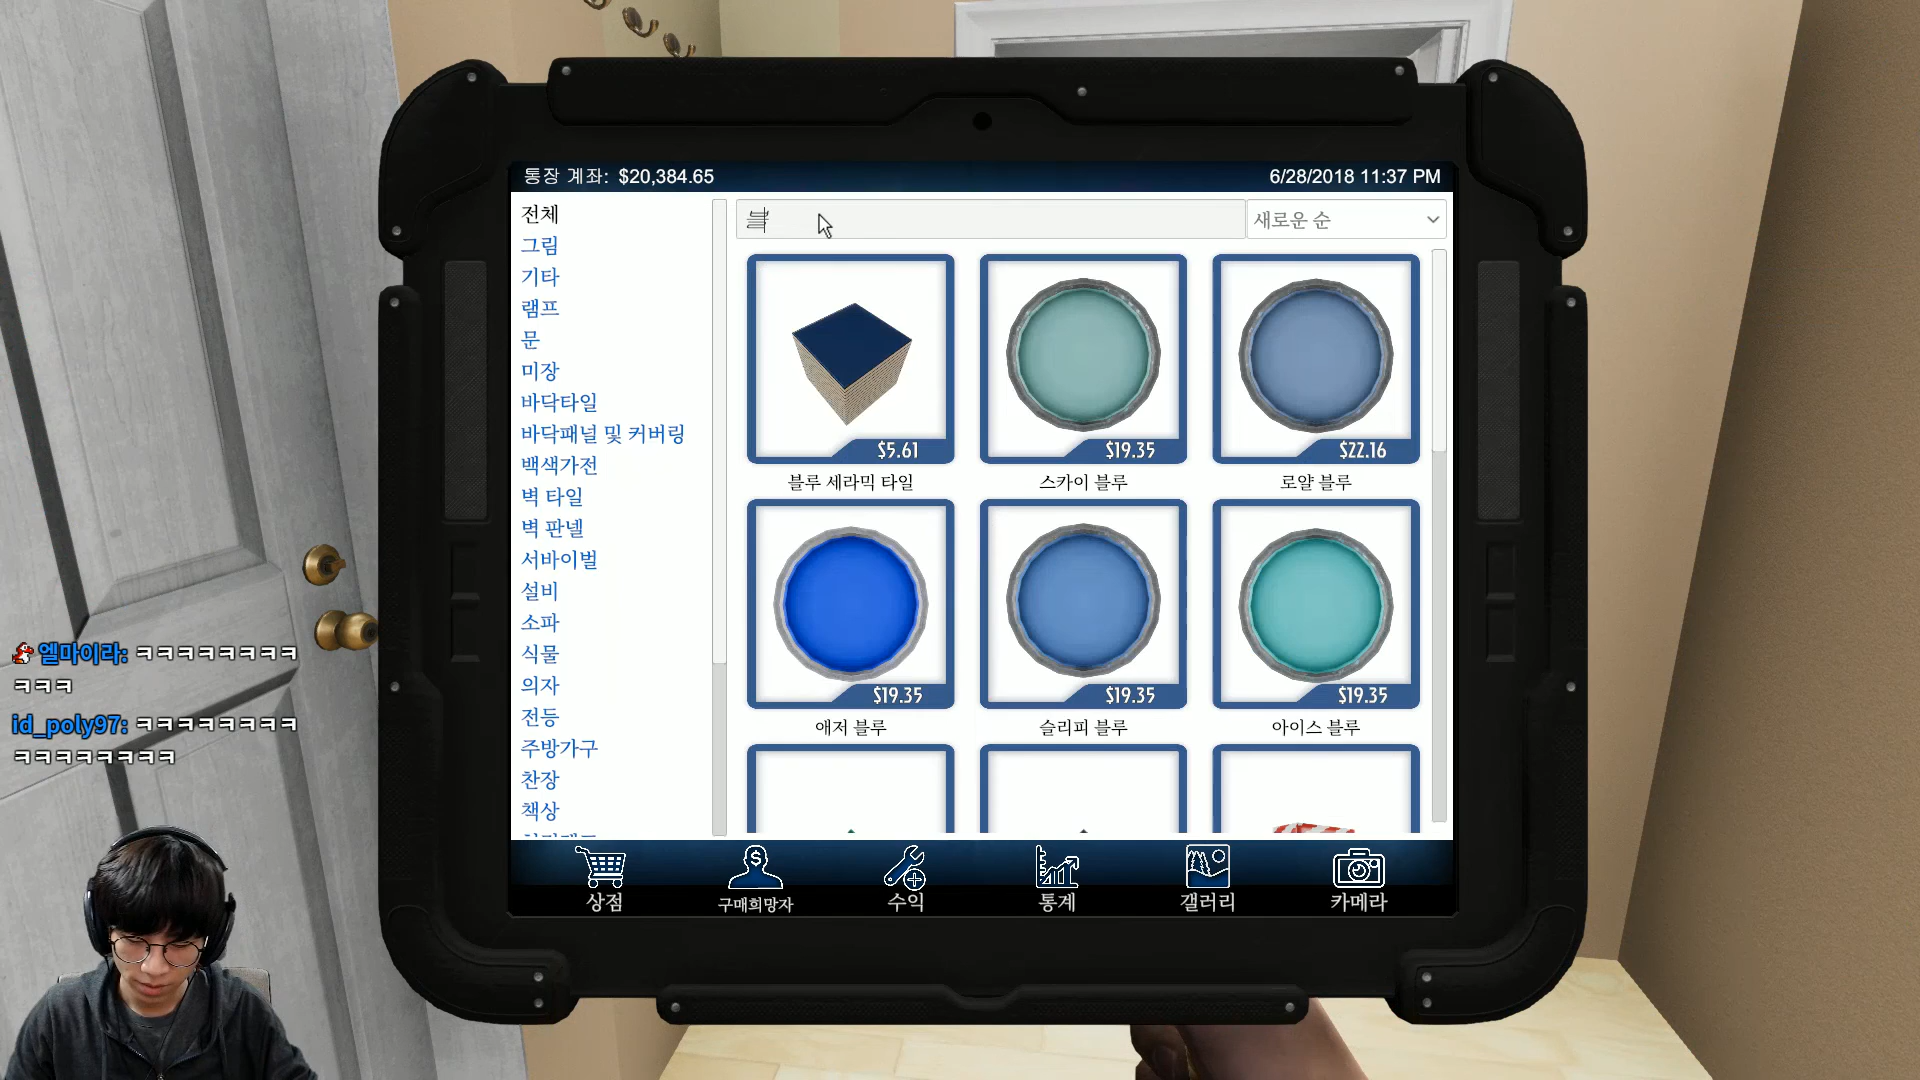 통장 계좌: $20,384.65
6/28/2018 11:37 PM
전체
그림
기타
램프
문
미장
바닥타일
바닥패널 및 커버링
백색가전
벽 타일
벽 판넬
서바이벌
설비
소파
식물
의자
전등
주방가구
찬장
책상
블
새로운 순
$5.61
$19.35
$22.16
블루 세라믹 타일
스카이 블루
로얄 블루
$19.35
$19.35
$19.35
애저 블루
슬리피 블루
아이스 블루
상점
구매희망자
수익
통계
갤러리
카메라
엘마이라: ㅋㅋㅋㅋㅋㅋㅋㅋ
ㅋㅋㅋ
id_poly97: ㅋㅋㅋㅋㅋㅋㅋㅋ
ㅋㅋㅋㅋㅋㅋㅋㅋ